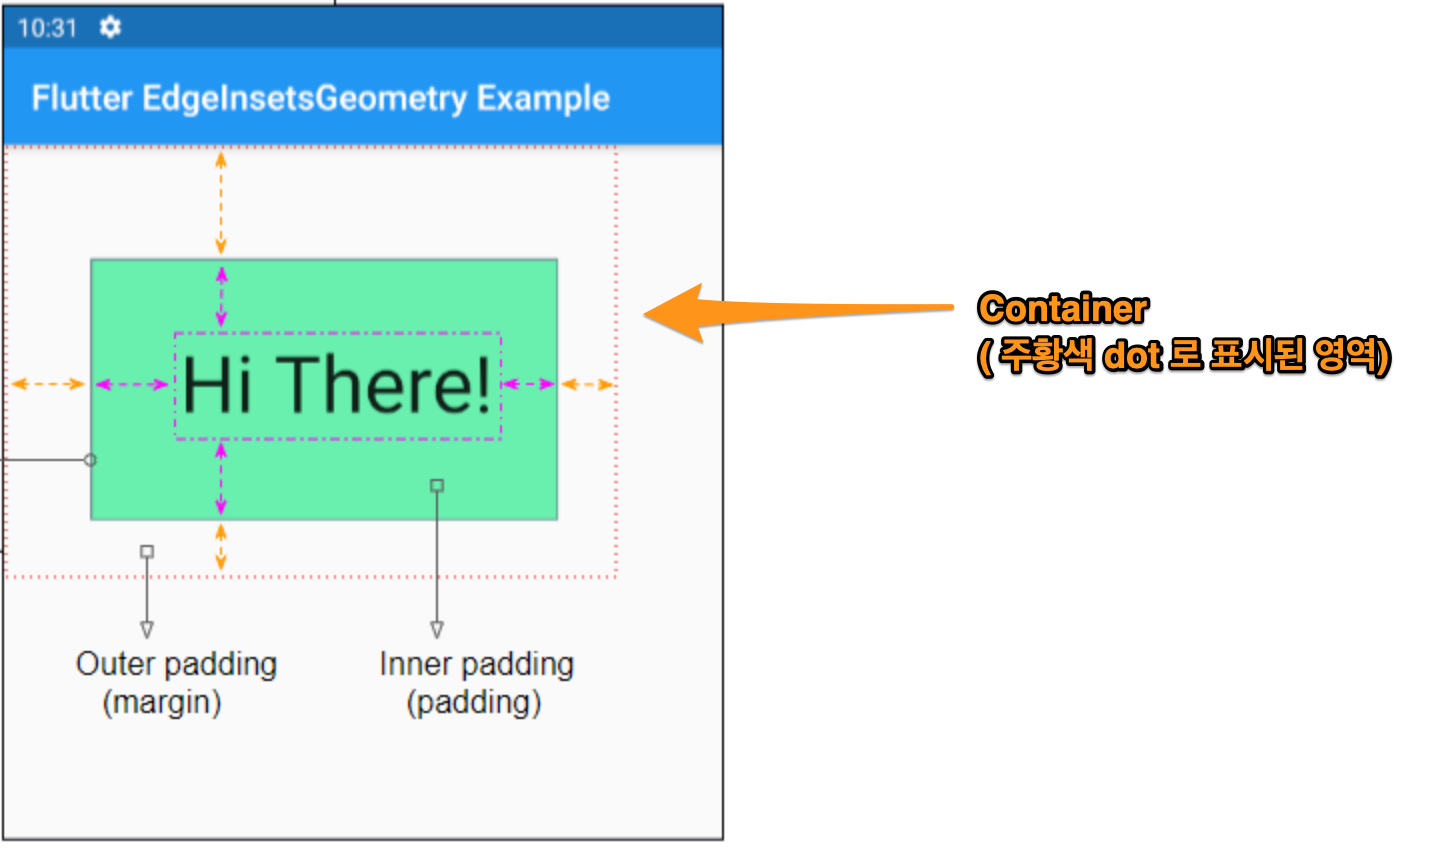 10:31
Flutter EdgeInsetsGeometry Example
Hi There!
Container
( 주황색 dot 로 표시된 영역)
Outer padding
(margin)
Inner padding
(padding)